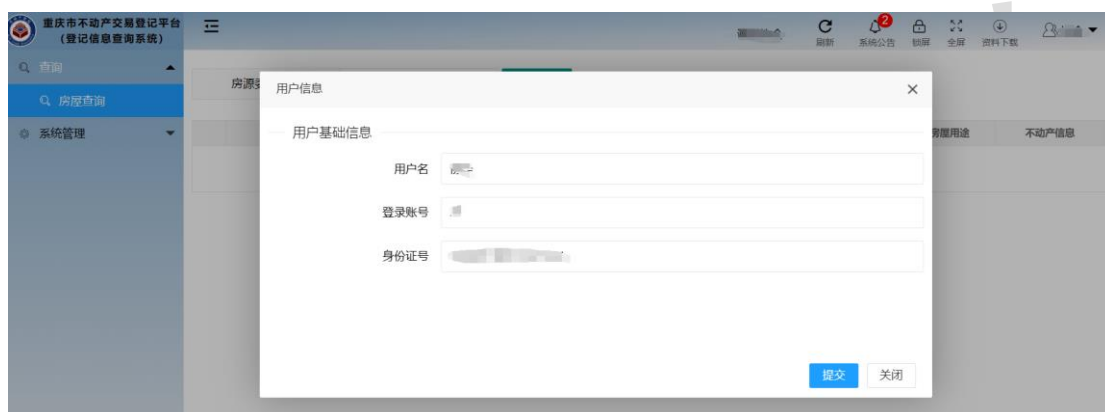 重庆市不动产交易登记平台
(登记信息查询系统)
2
刷新
系统公告
锁屏
全屏
资料下载
查询
房屋查询
系统管理
房源
房屋用途
不动产信息
用户信息
用户基础信息
用户名
登录账号
身份证号
提交
关闭